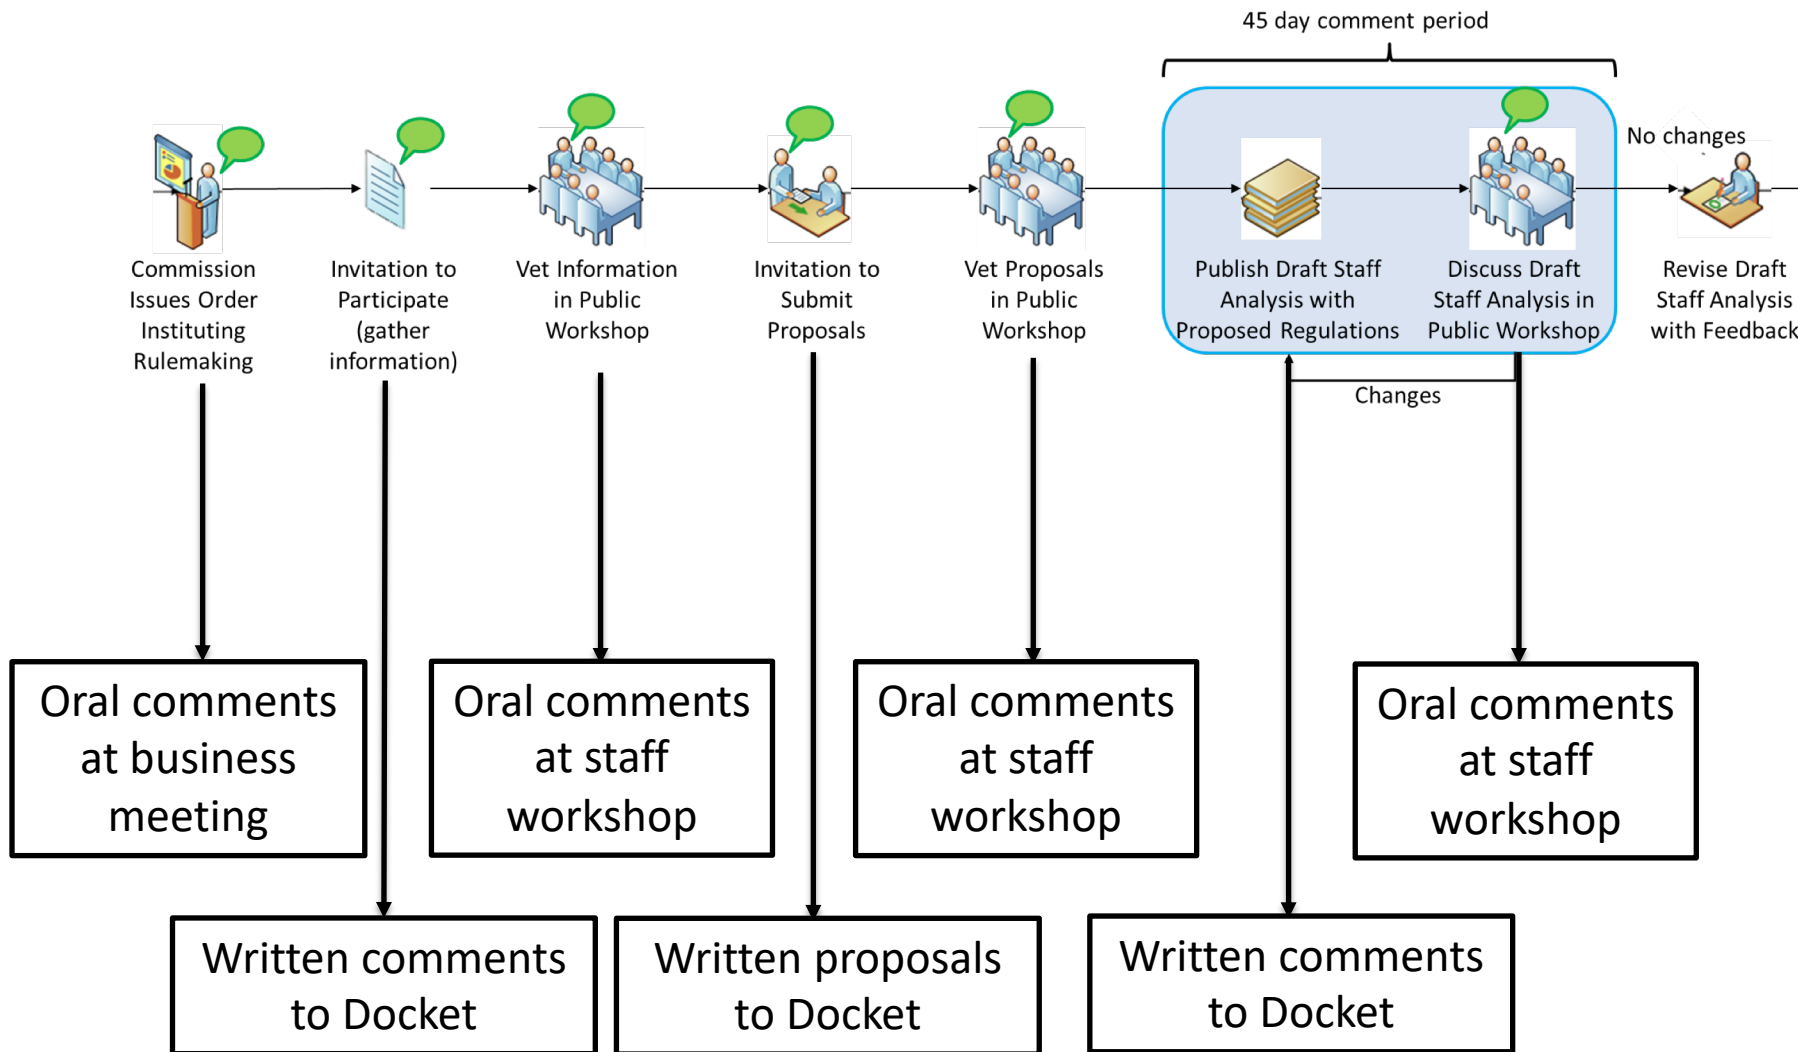 45 day comment period
No changes
Commission
Issues Order
Instituting
Rulemaking
Invitation to
Participate
(gather
information)
Vet Information
in Public
Workshop
Invitation to
Submit
Proposals
Vet Proposals
in Public
Workshop
Publish Draft Staff
Analysis with
Proposed Regulations
Discuss Draft
Staff Analysis in
Public Workshop
Revise Draft
Staff Analysis
with Feedback
Changes
Oral comments
at business
meeting
Oral comments
at staff
workshop
Oral comments
at staff
workshop
Oral comments
at staff
workshop
Written comments
to Docket
Written proposals
to Docket
Written comments
to Docket